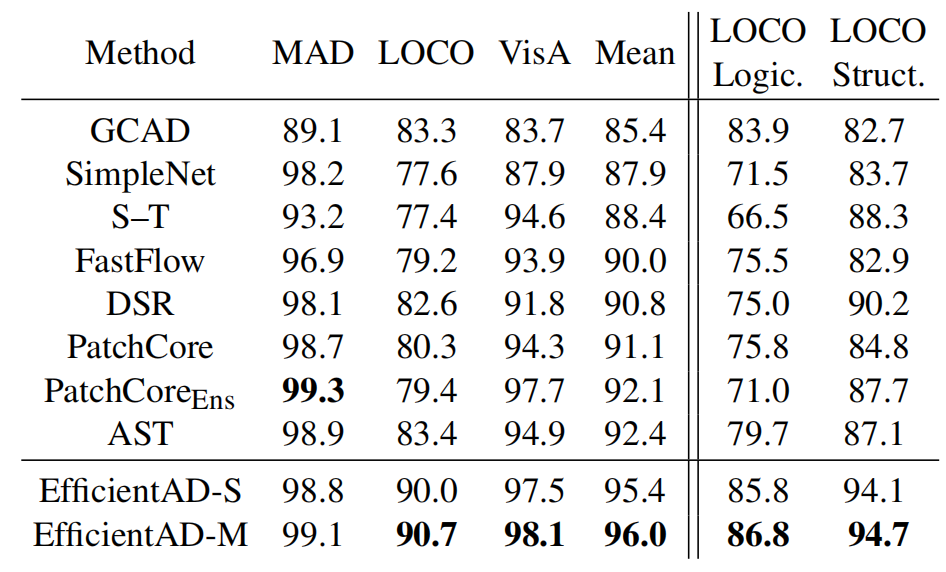 Method MAD LOCO VisA Mean LOCO Logic. LOCO Struct.
GCAD 89.1 83.3 83.7 85.4 83.9 82.7
SimpleNet 98.2 77.6 87.9 87.9 71.5 83.7
S–T 93.2 77.4 94.6 88.4 66.5 88.3
FastFlow 96.9 79.2 93.9 90.0 75.5 82.9
DSR 98.1 82.6 91.8 90.8 75.0 90.2
PatchCore 98.7 80.3 94.3 91.1 75.8 84.8
PatchCoreEns 99.3 79.4 97.7 92.1 71.0 87.7
AST 98.9 83.4 94.9 92.4 79.7 87.1
EfficientAD-S 98.8 90.0 97.5 95.4 85.8 94.1
EfficientAD-M 99.1 90.7 98.1 96.0 86.8 94.7